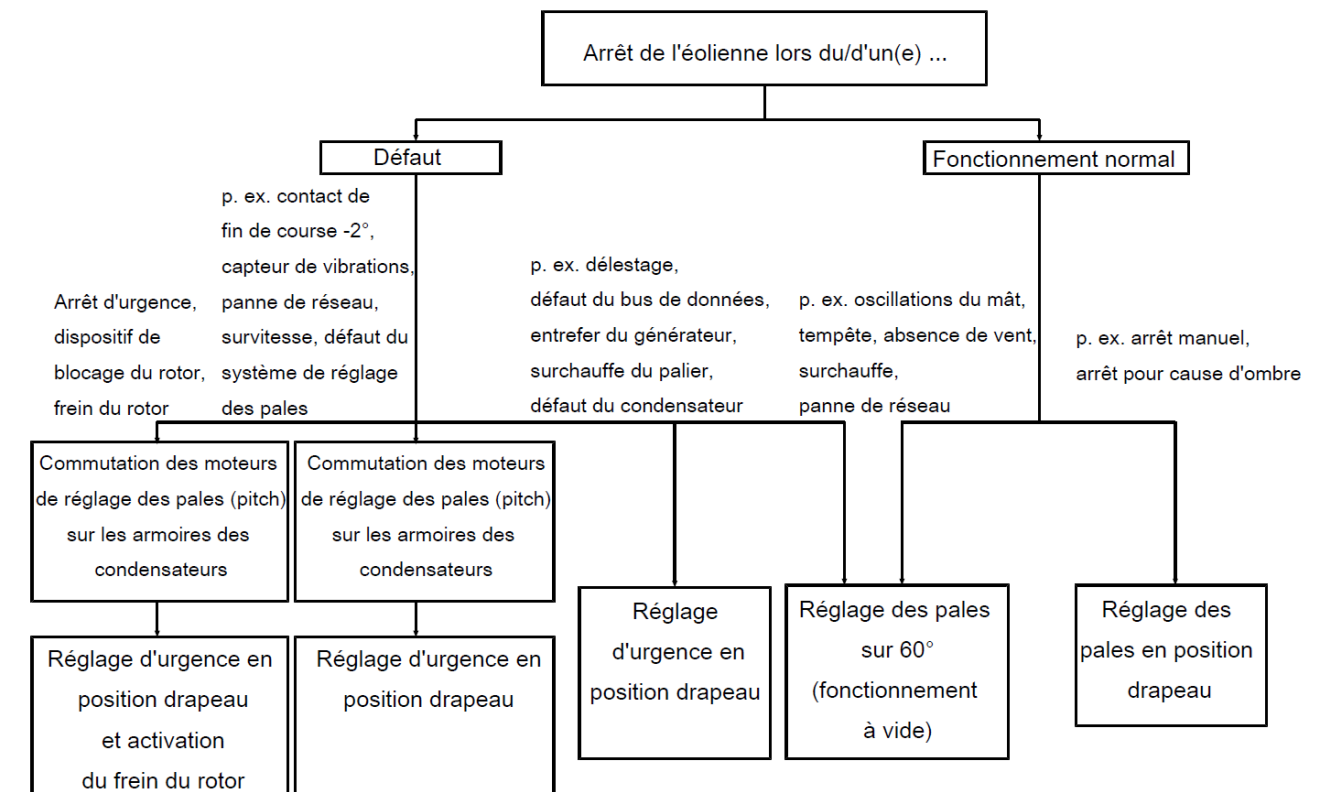 Arrêt de l'éolienne lors du/d'un(e) ...
Défaut
Fonctionnement normal
Arrêt d'urgence,
dispositif de
blocage du rotor,
frein du rotor
p. ex. contact de
fin de course -2°,
capteur de vibrations,
panne de réseau,
survitesse, défaut du
système de réglage
des pales
p. ex. délestage,
défaut du bus de données,
entrefer du générateur,
surchauffe du palier,
défaut du condensateur
p. ex. oscillations du mât,
tempête, absence de vent,
surchauffe,
panne de réseau
p. ex. arrêt manuel,
arrêt pour cause d'ombre
Commutation des moteurs
de réglage des pales (pitch)
sur les armoires des
condensateurs
Commutation des moteurs
de réglage des pales (pitch)
sur les armoires des
condensateurs
Réglage d'urgence en
position drapeau
et activation
du frein du rotor
Réglage d'urgence en
position drapeau
Réglage
d'urgence en
position drapeau
Réglage des pales
sur 60°
(fonctionnement
à vide)
Réglage des
pales en position
drapeau